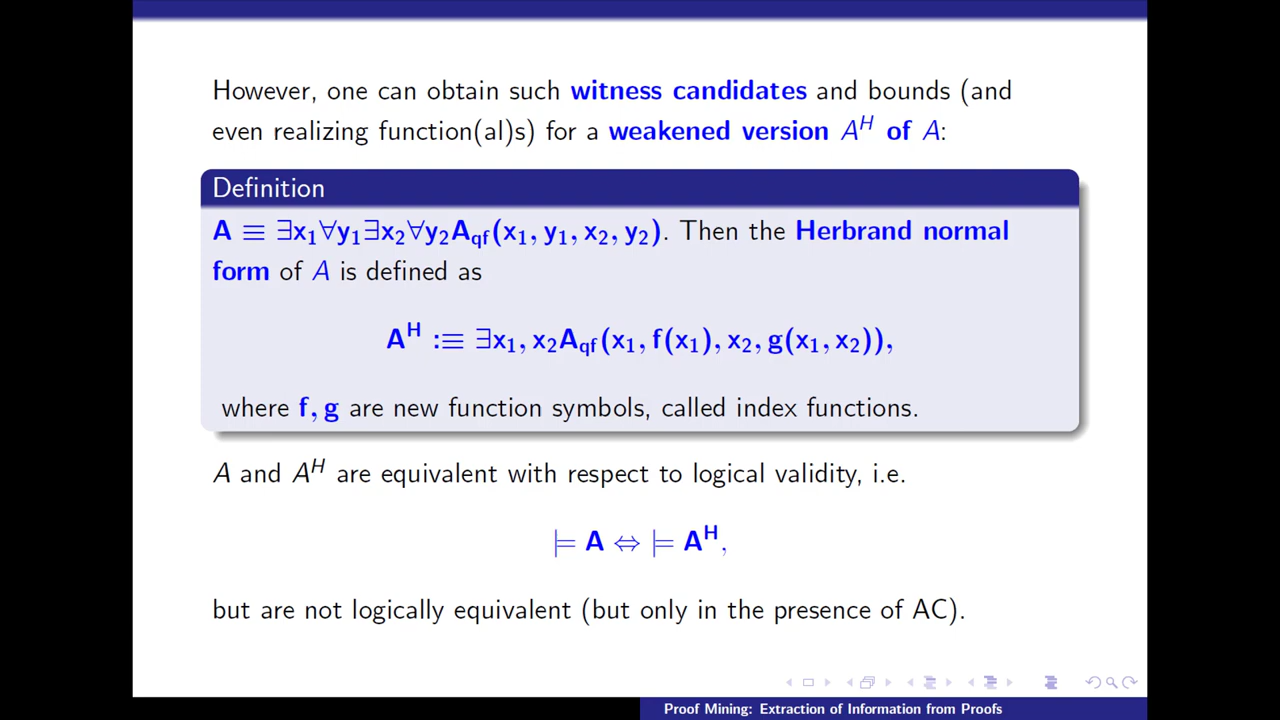 However, one can obtain such witness candidates and bounds (and
even realizing function(al)s) for a weakened version Aᴴ of A:
Definition
A ≡ ∃x₁∀y₁∃x₂∀y₂A_qf(x₁, y₁, x₂, y₂). Then the Herbrand normal
form of A is defined as
Aᴴ :≡ ∃x₁, x₂A_qf(x₁, f(x₁), x₂, g(x₁, x₂)),
where f, g are new function symbols, called index functions.
A and Aᴴ are equivalent with respect to logical validity, i.e.
⊨ A ⇔ ⊨ Aᴴ,
but are not logically equivalent (but only in the presence of AC).
Proof Mining: Extraction of Information from Proofs